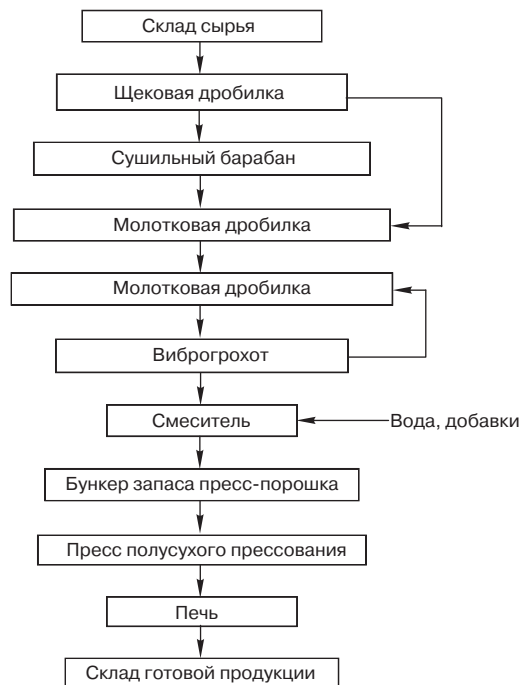 Склад сырья
Щековая дробилка
Сушильный барабан
Молотковая дробилка
Молотковая дробилка
Виброгрохот
Смеситель
Вода, добавки
Бункер запаса пресс-порошка
Пресс полусухого прессования
Печь
Склад готовой продукции